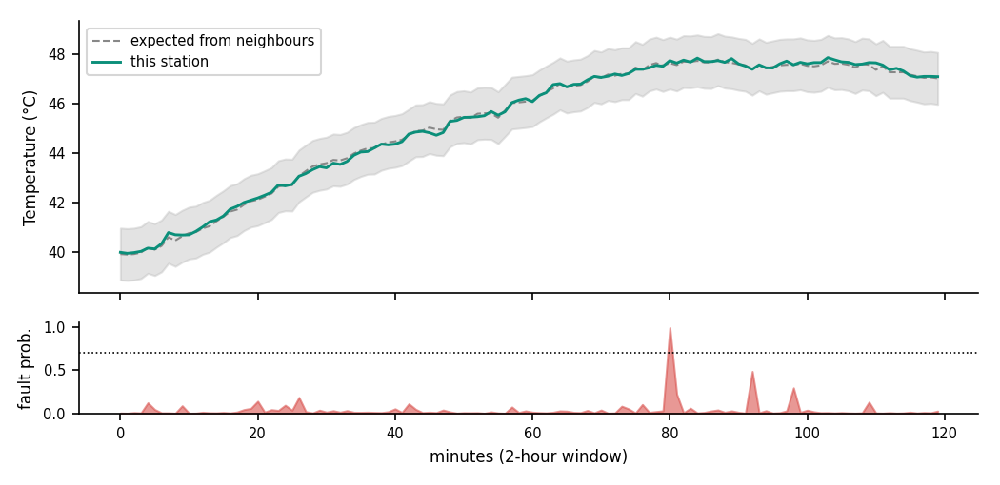 expected from neighbours
this station
Temperature (°C)
48
46
44
42
40
fault prob.
1.0
0.5
0.0
0 20 40 60 80 100 120
minutes (2-hour window)